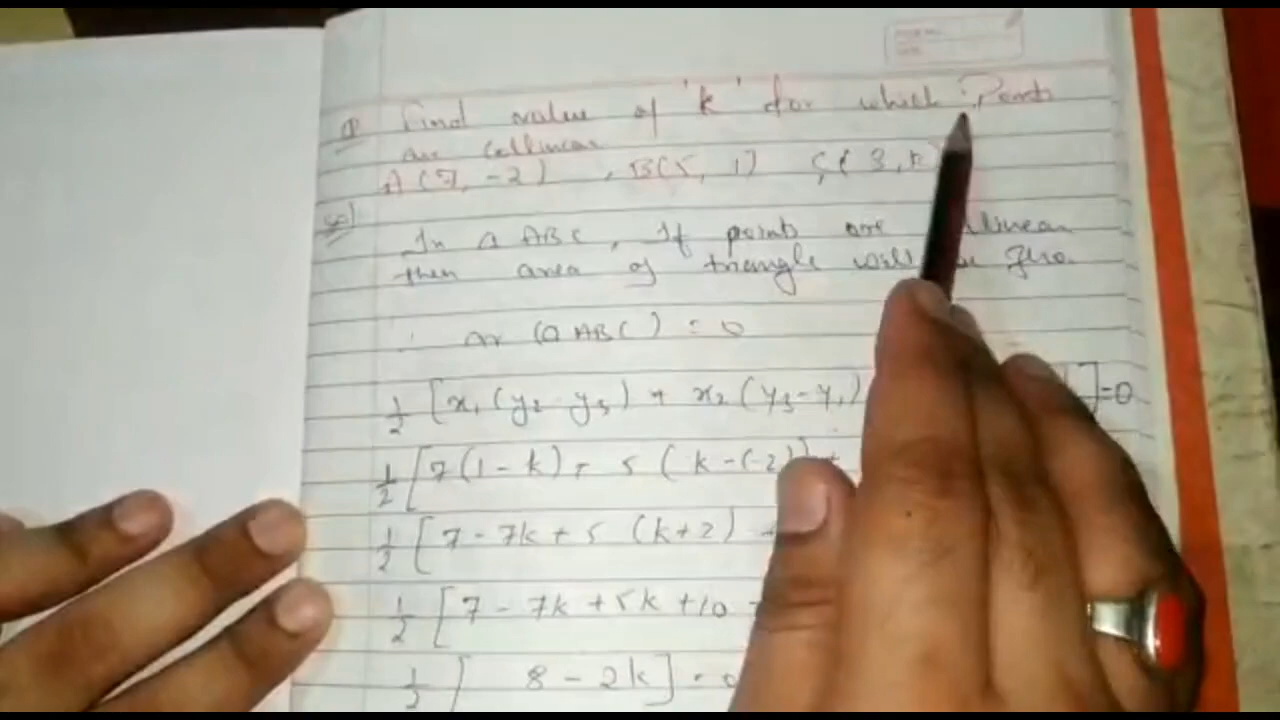 Q) Find value of 'k' for which Points
are Collinear
A (7, -2) , B(5, 1) C( 3, k
Sol)
In △ ABC, If points are
then area of triangle will Zero.
∴ ar (△ ABC) = 0
1/2 [x₁(y₂ - y₃) + x₂(y₃ - y₁) ] = 0
1/2 [7(1 - k) + 5 (k - (-2)) +
1/2 [7 - 7k + 5 (k+2) +
1/2 [7 - 7k + 5k + 10
1/2 [ 8 - 2k ] = 0